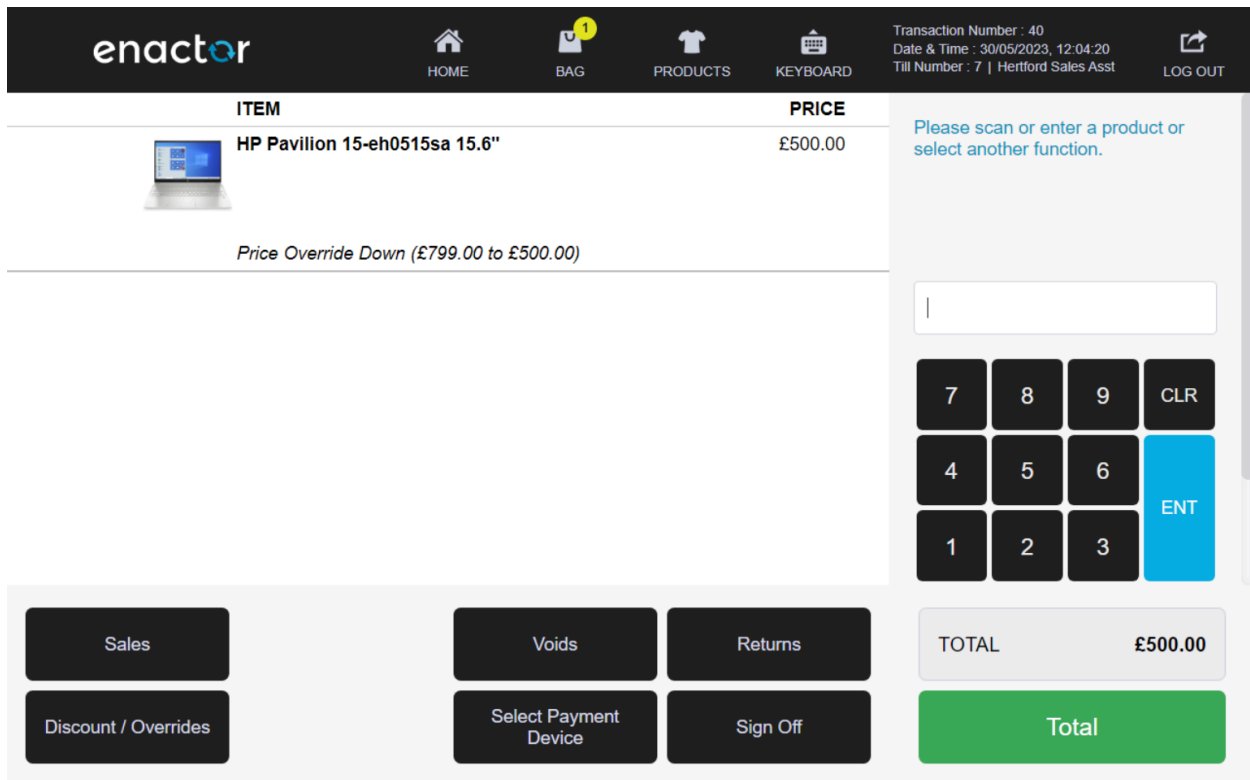 enactor
HOME
1
BAG
PRODUCTS
KEYBOARD
Transaction Number : 40
Date & Time : 30/05/2023, 12:04:20
Till Number : 7 | Hertford Sales Asst
LOG OUT
ITEM PRICE
HP Pavilion 15-eh0515sa 15.6" £500.00
Price Override Down (£799.00 to £500.00)
Please scan or enter a product or
select another function.
7 8 9 CLR
4 5 6
ENT
1 2 3
Sales
Voids
Returns
TOTAL £500.00
Discount / Overrides
Select Payment
Device
Sign Off
Total